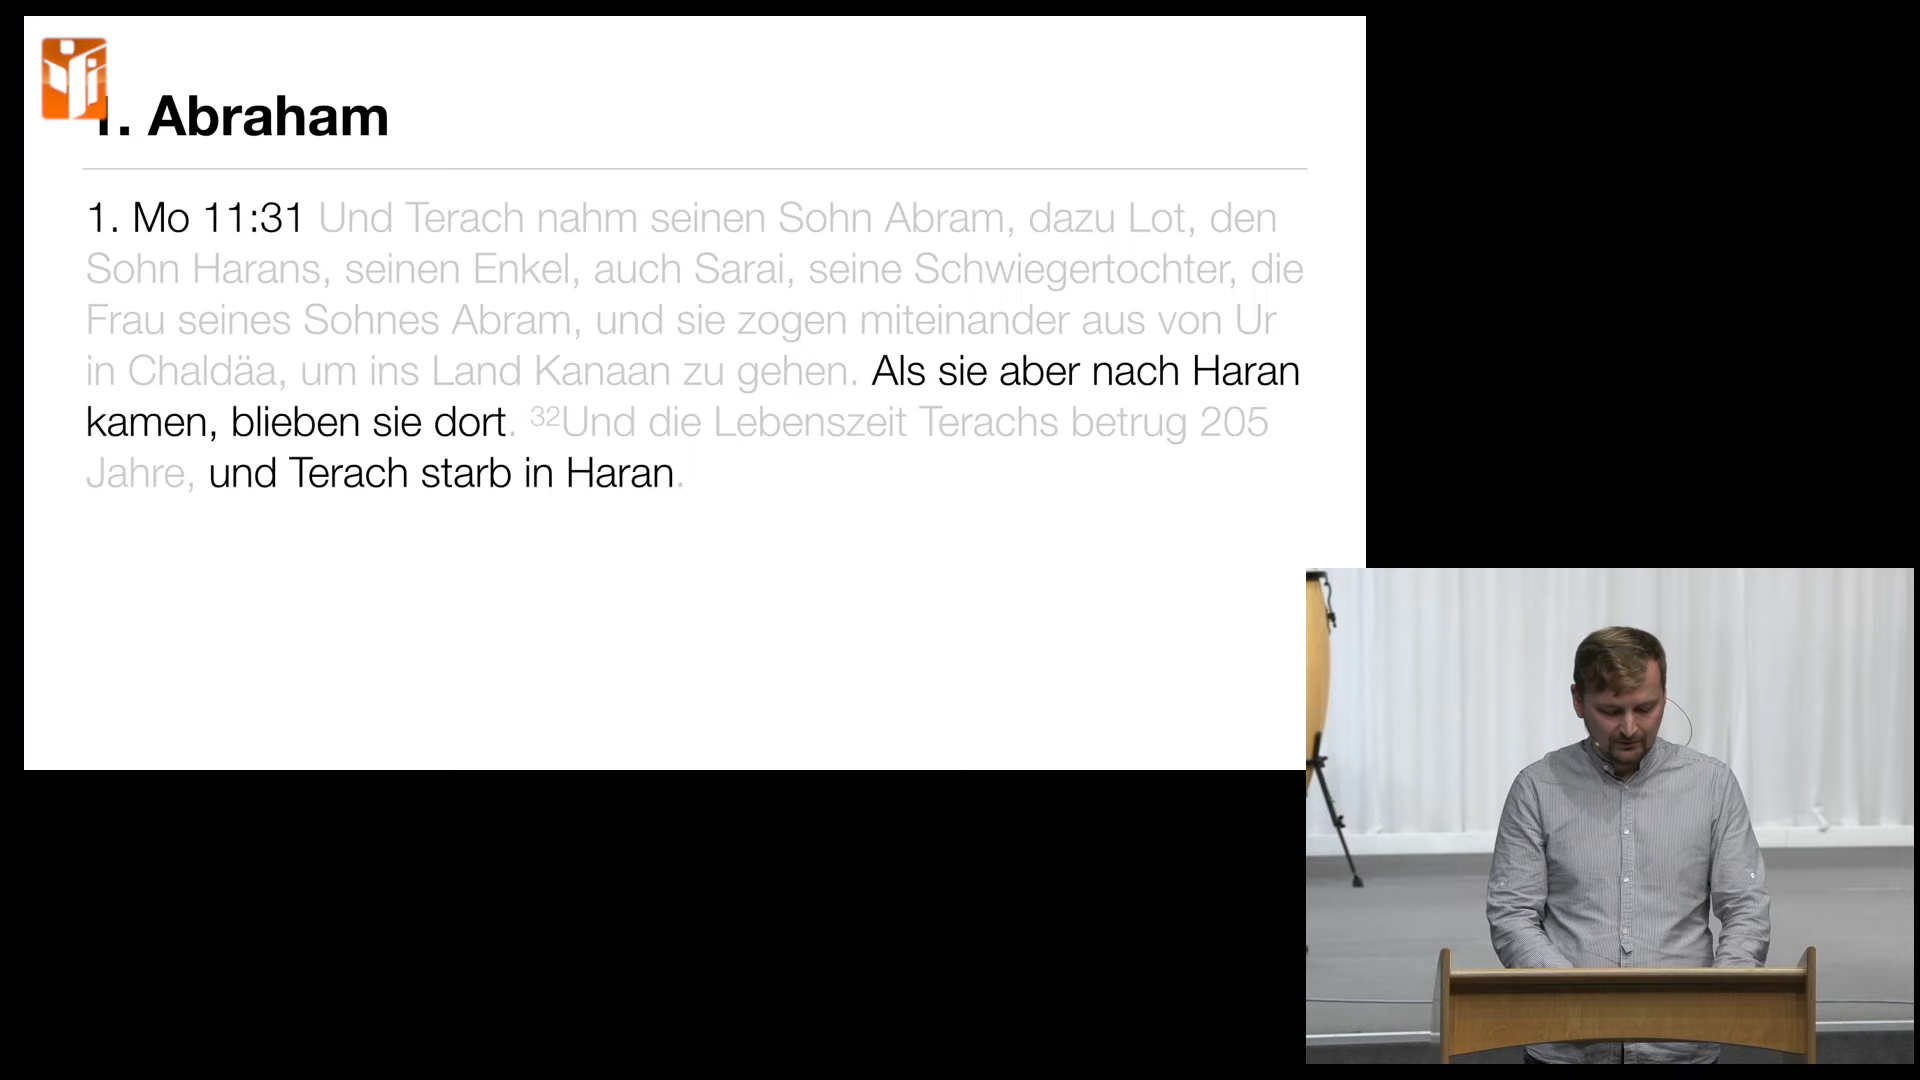 1. Abraham
1. Mo 11:31 Und Terach nahm seinen Sohn Abram, dazu Lot, den
Sohn Harans, seinen Enkel, auch Sarai, seine Schwiegertochter, die
Frau seines Sohnes Abram, und sie zogen miteinander aus von Ur
in Chaldäa, um ins Land Kanaan zu gehen. Als sie aber nach Haran
kamen, blieben sie dort. 32Und die Lebenszeit Terachs betrug 205
Jahre, und Terach starb in Haran.